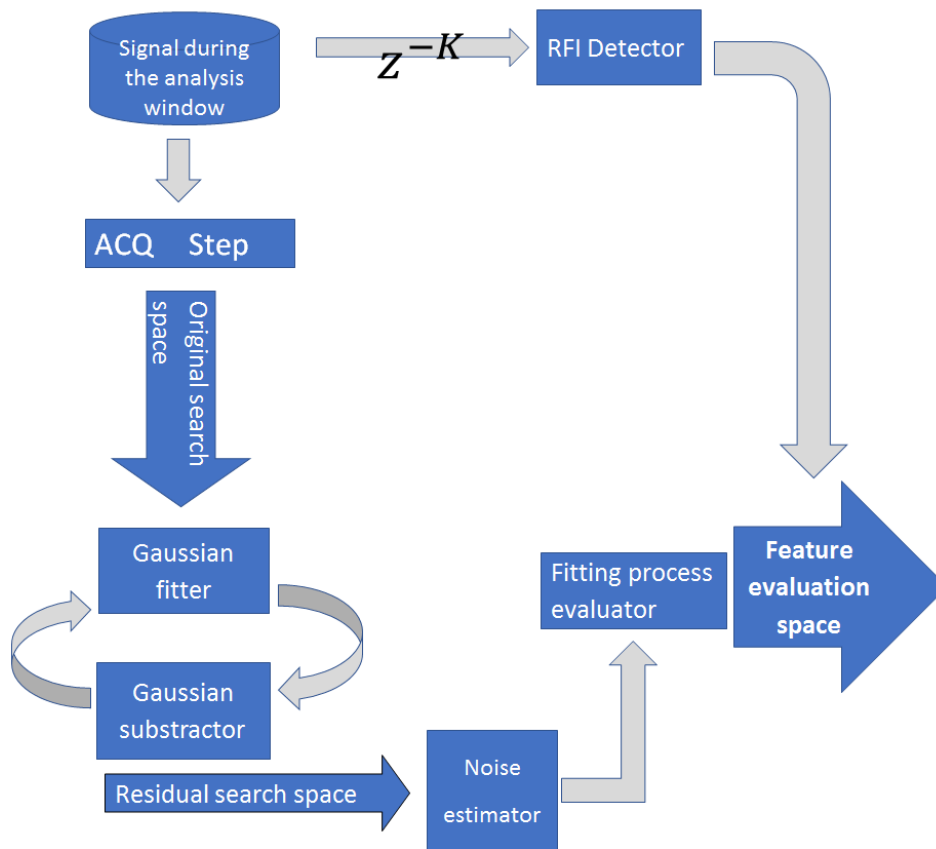 Signal during
the analysis
window
z^{-K}
RFI Detector
ACQ Step
Original search
space
Gaussian
fitter
Gaussian
substractor
Residual search space
Noise
estimator
Fitting process
evaluator
Feature
evaluation
space